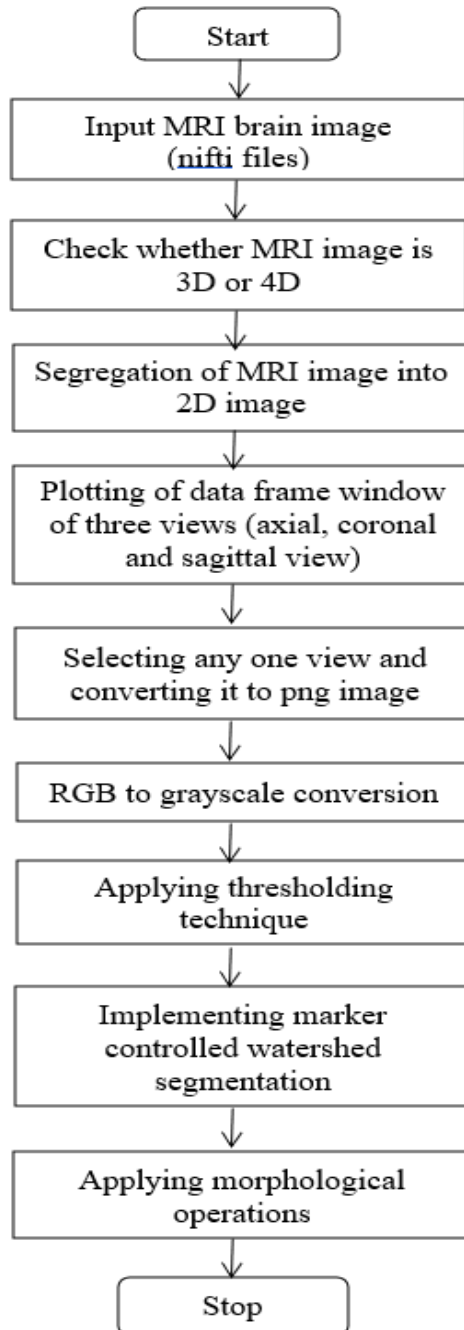 Start
Input MRI brain image
(nifti files)
Check whether MRI image is
3D or 4D
Segregation of MRI image into
2D image
Plotting of data frame window
of three views (axial, coronal
and sagittal view)
Selecting any one view and
converting it to png image
RGB to grayscale conversion
Applying thresholding
technique
Implementing marker
controlled watershed
segmentation
Applying morphological
operations
Stop